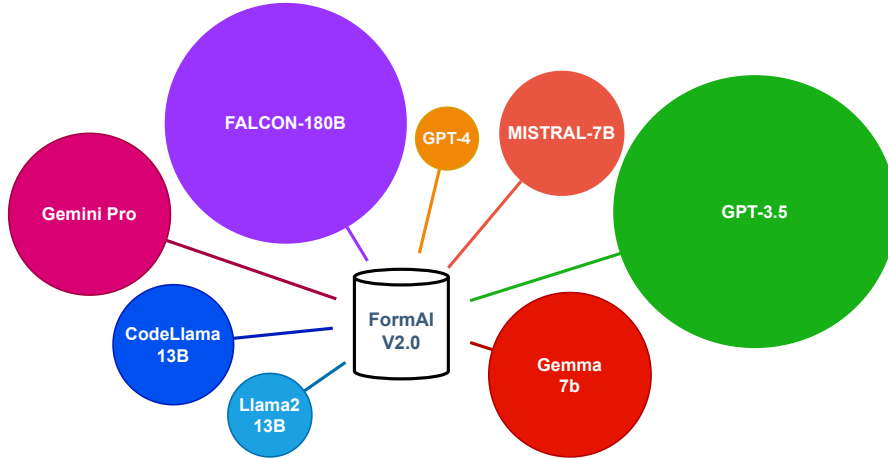 FALCON-180B
GPT-4
MISTRAL-7B
Gemini Pro
GPT-3.5
FormAI
V2.0
CodeLlama
13B
Gemma
7b
Llama2
13B